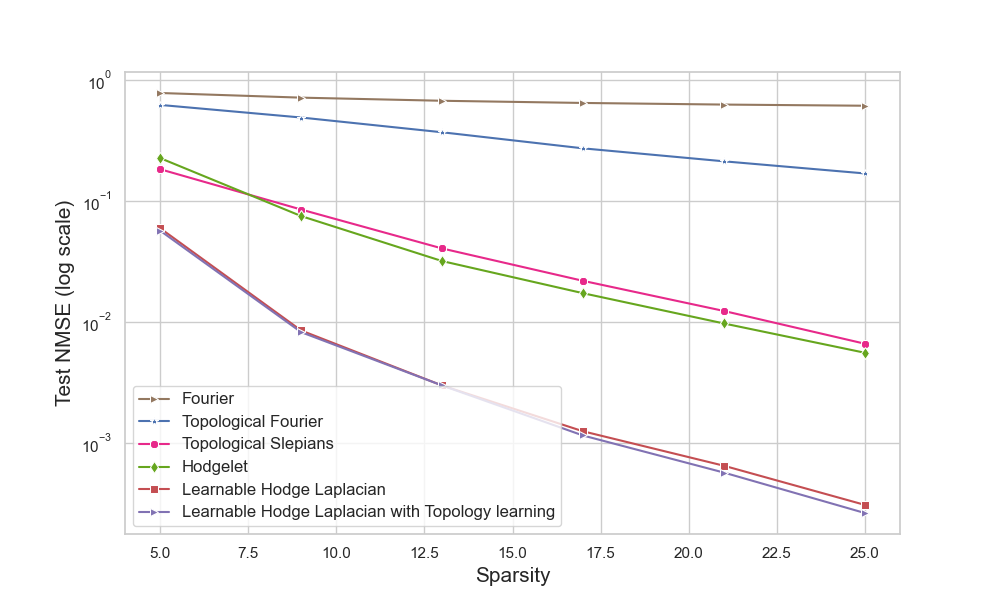 10^0
10^−1
10^−2
10^−3
Test NMSE (log scale)
Fourier
Topological Fourier
Topological Slepians
Hodgelet
Learnable Hodge Laplacian
Learnable Hodge Laplacian with Topology learning
5.0 7.5 10.0 12.5 15.0 17.5 20.0 22.5 25.0
Sparsity